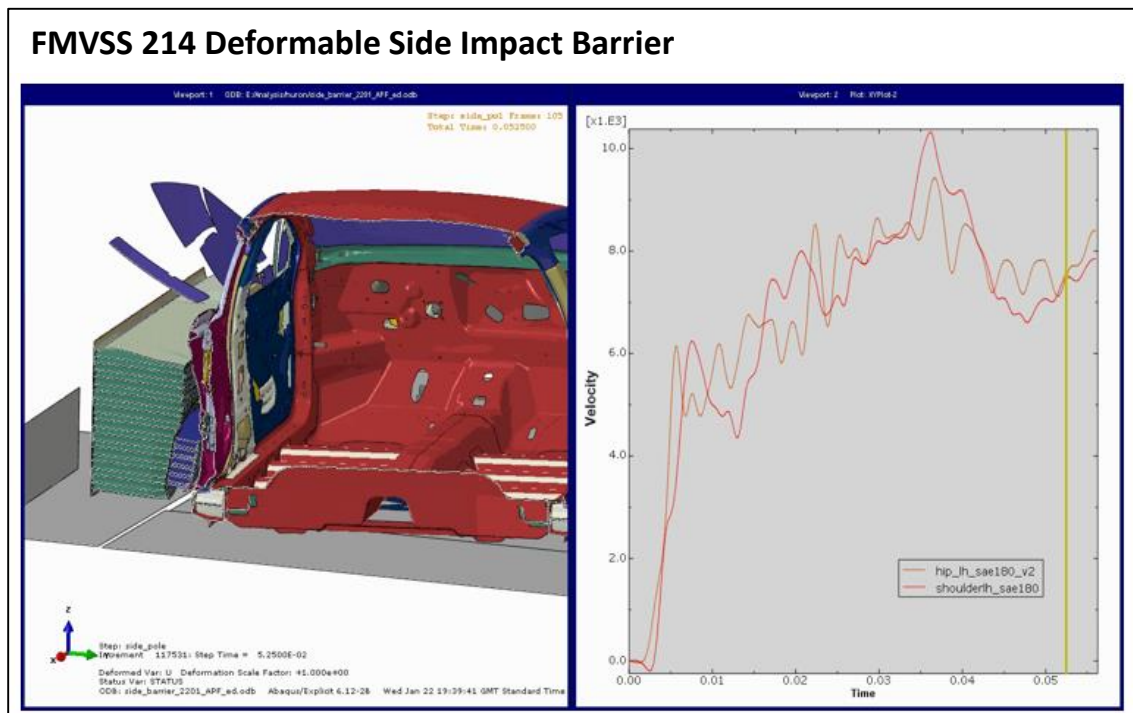 FMVSS 214 Deformable Side Impact Barrier
Viewport: 1 ODB: E:/Analysis/huron/side_barrier_2201_APF_ed.odb
Step: side_pol Frame: 105
Total Time: 0.052500
z
Y
X
Step: side_pole
Increment 117531: Step Time = 5.2500E-02
Deformed Var: U Deformation Scale Factor: +1.000e+00
Status Var: STATUS
ODB: side_barrier_2201_APF_ed.odb Abaqus/Explicit 6.12-28 Wed Jan 22 19:39:41 GMT Standard Time
Viewport: 2 Plot: XYPlot-2
[x1.E3]
10.0
8.0
6.0
4.0
2.0
0.0
Velocity
0.00 0.01 0.02 0.03 0.04 0.05
Time
hip_lh_sae180_v2
shoulderlh_sae180